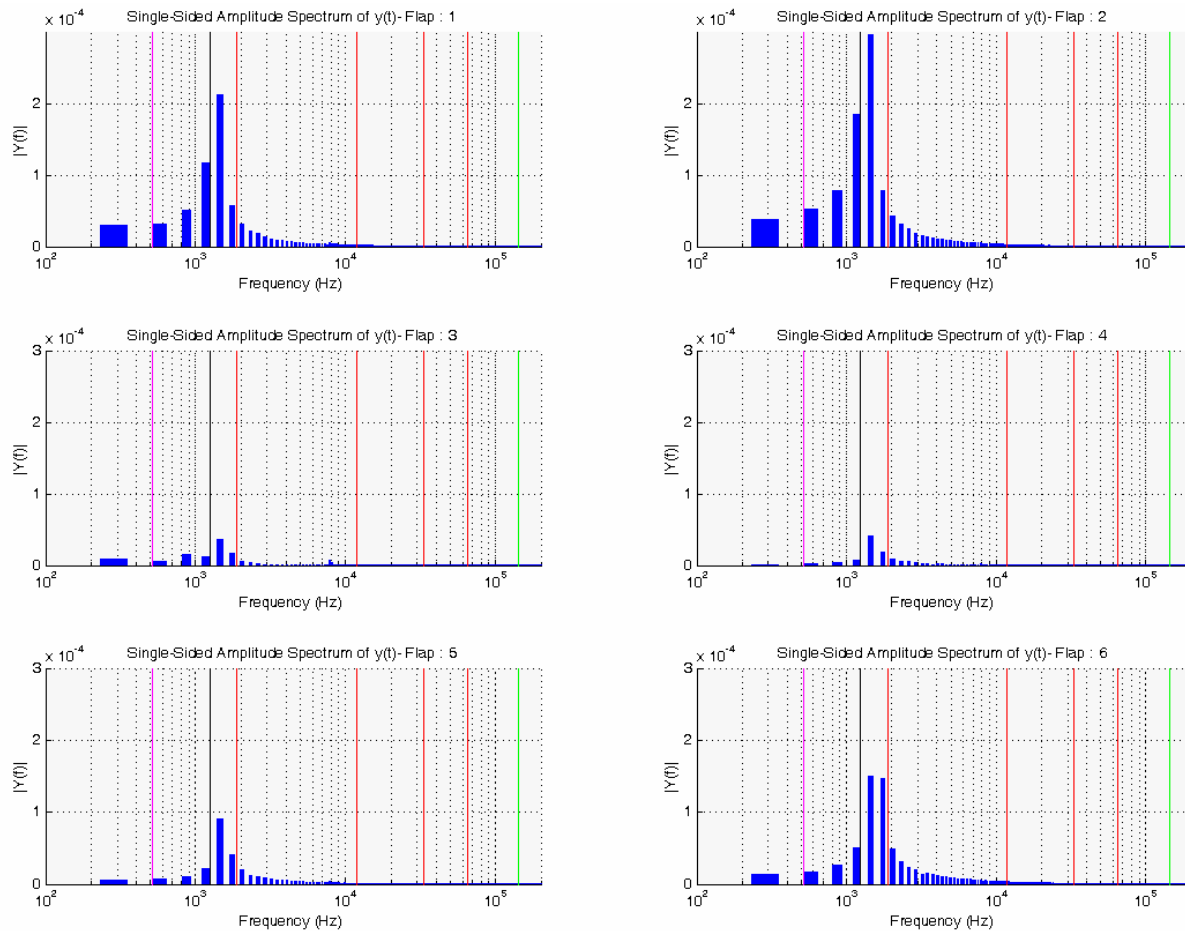 x 10^-4 Single-Sided Amplitude Spectrum of y(t)- Flap : 1
2
1
0
|Y(f)|
10^2 10^3 10^4 10^5
Frequency (Hz)
x 10^-4 Single-Sided Amplitude Spectrum of y(t)- Flap : 2
2
1
0
|Y(f)|
10^2 10^3 10^4 10^5
Frequency (Hz)
x 10^-4 Single-Sided Amplitude Spectrum of y(t)- Flap : 3
3
2
1
0
|Y(f)|
10^2 10^3 10^4 10^5
Frequency (Hz)
x 10^-4 Single-Sided Amplitude Spectrum of y(t)- Flap : 4
3
2
1
0
|Y(f)|
10^2 10^3 10^4 10^5
Frequency (Hz)
x 10^-4 Single-Sided Amplitude Spectrum of y(t)- Flap : 5
3
2
1
0
|Y(f)|
10^2 10^3 10^4 10^5
Frequency (Hz)
x 10^-4 Single-Sided Amplitude Spectrum of y(t)- Flap : 6
3
2
1
0
|Y(f)|
10^2 10^3 10^4 10^5
Frequency (Hz)